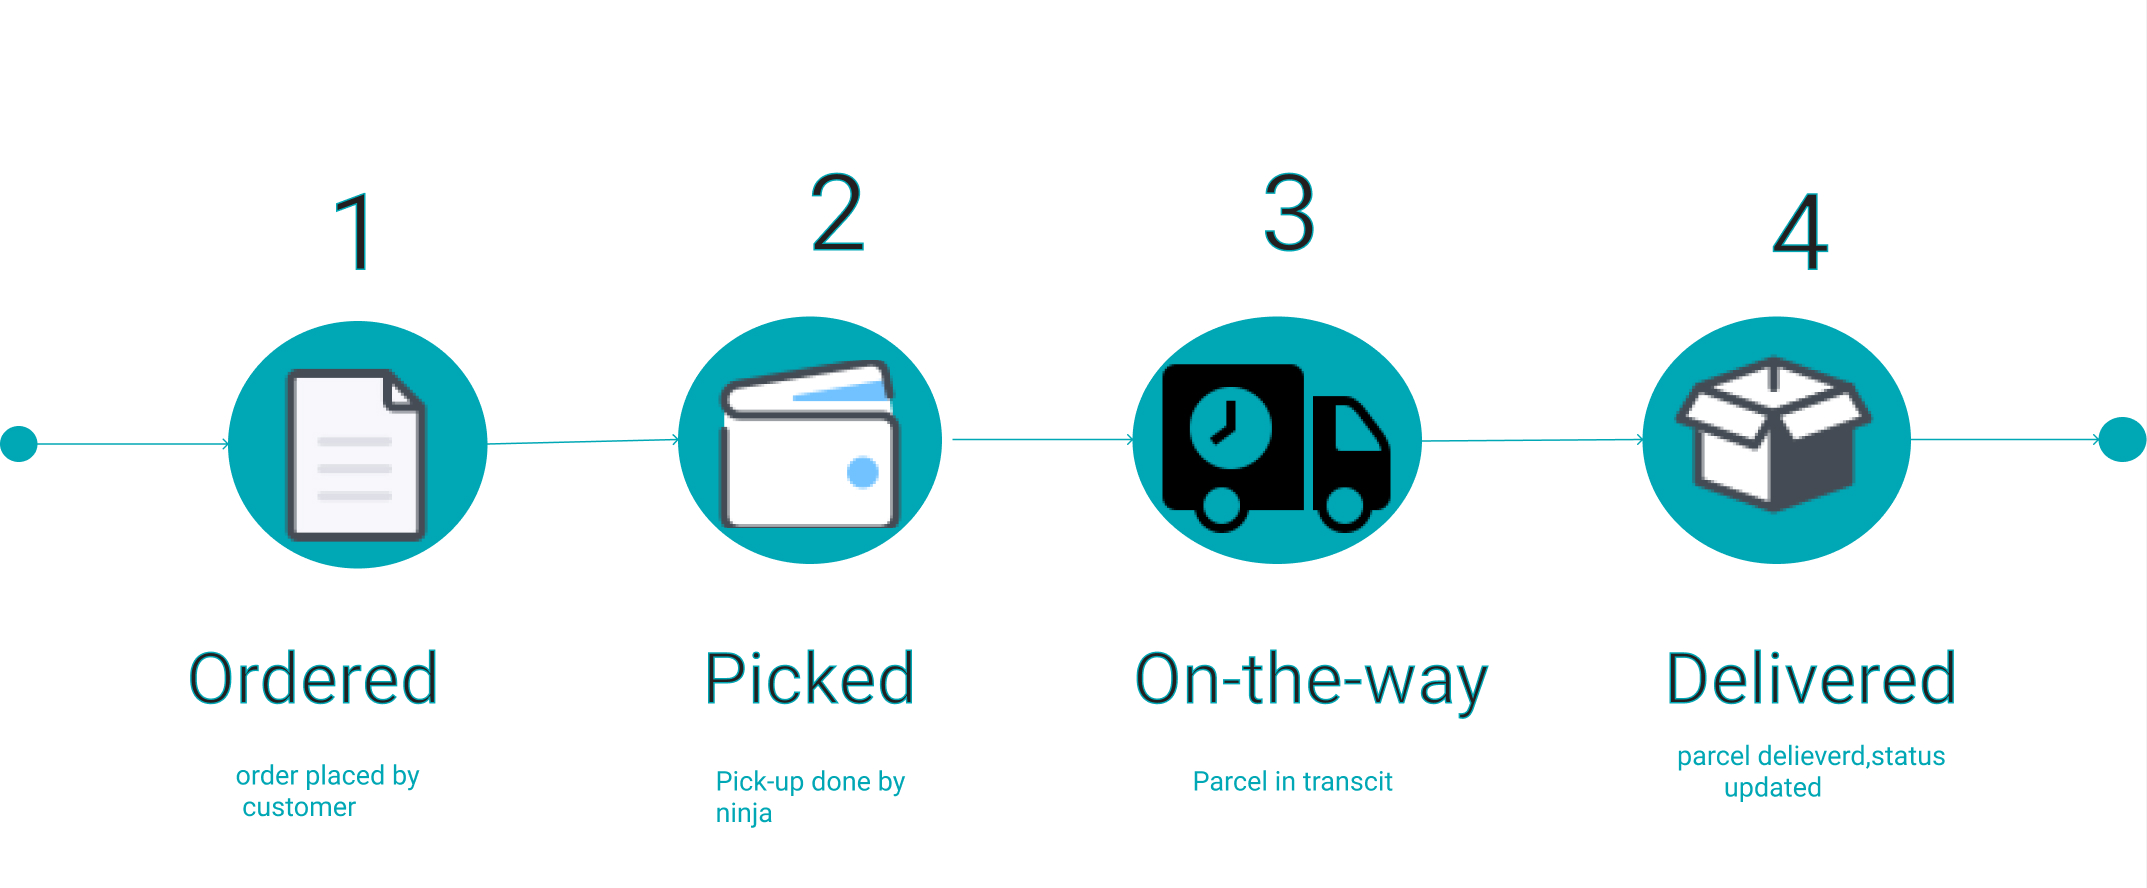 1
2
3
4
Ordered
Picked
On-the-way
Delivered
order placed by
customer
Pick-up done by
ninja
Parcel in transcit
parcel delieverd,status
updated